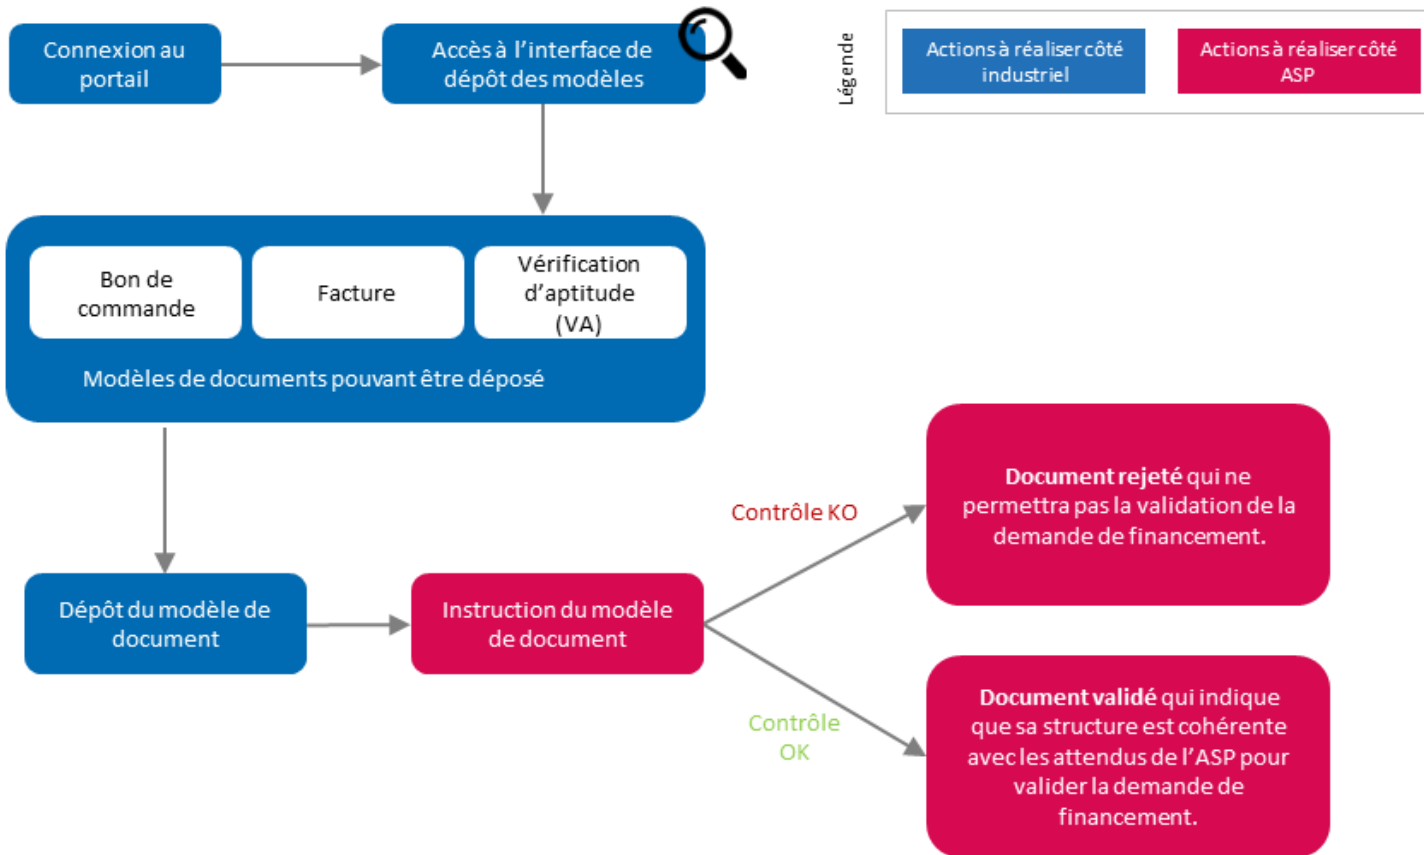 Connexion au
portail
Accès à l'interface de
dépôt des modèles
Légende
Actions à réaliser côté
industriel
Actions à réaliser côté
ASP
Bon de
commande
Facture
Vérification
d'aptitude
(VA)
Modèles de documents pouvant être déposé
Dépôt du modèle de
document
Instruction du modèle
de document
Contrôle KO
Document rejeté qui ne
permettra pas la validation de la
demande de financement.
Contrôle
OK
Document validé qui indique
que sa structure est cohérente
avec les attendus de l'ASP pour
valider la demande de
financement.